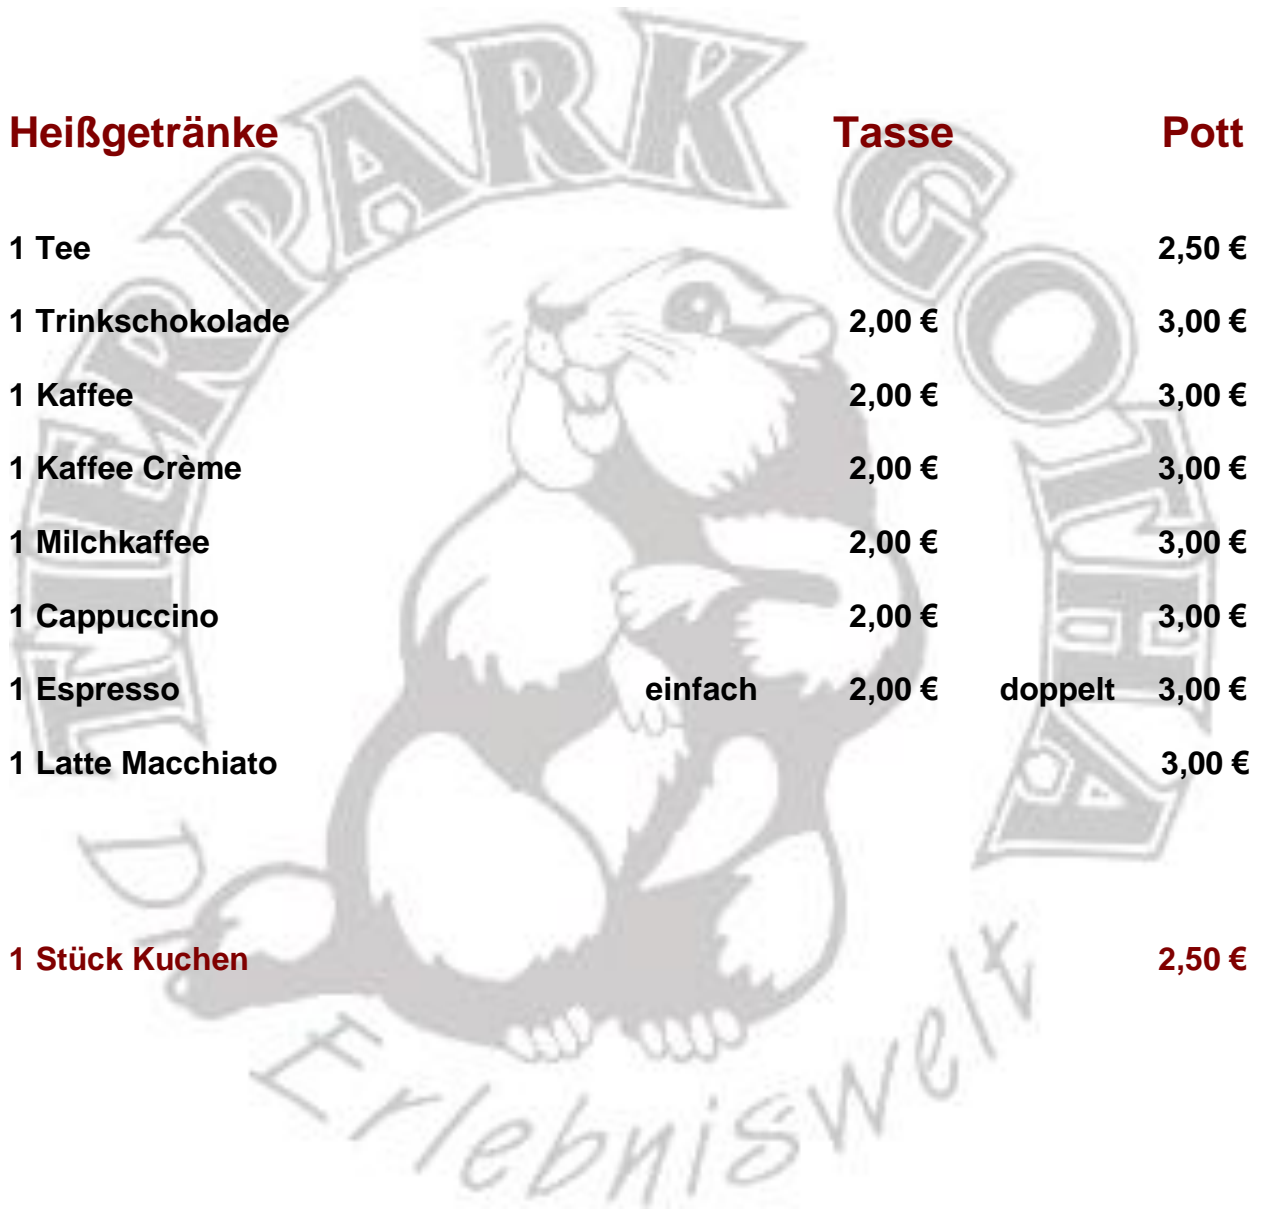 TIERPARK GOTHA
Heißgetränke Tasse Pott
1 Tee 2,50 €
1 Trinkschokolade 2,00 € 3,00 €
1 Kaffee 2,00 € 3,00 €
1 Kaffee Crème 2,00 € 3,00 €
1 Milchkaffee 2,00 € 3,00 €
1 Cappuccino 2,00 € 3,00 €
1 Espresso einfach 2,00 € doppelt 3,00 €
1 Latte Macchiato 3,00 €
1 Stück Kuchen 2,50 €
Erlebniswelt